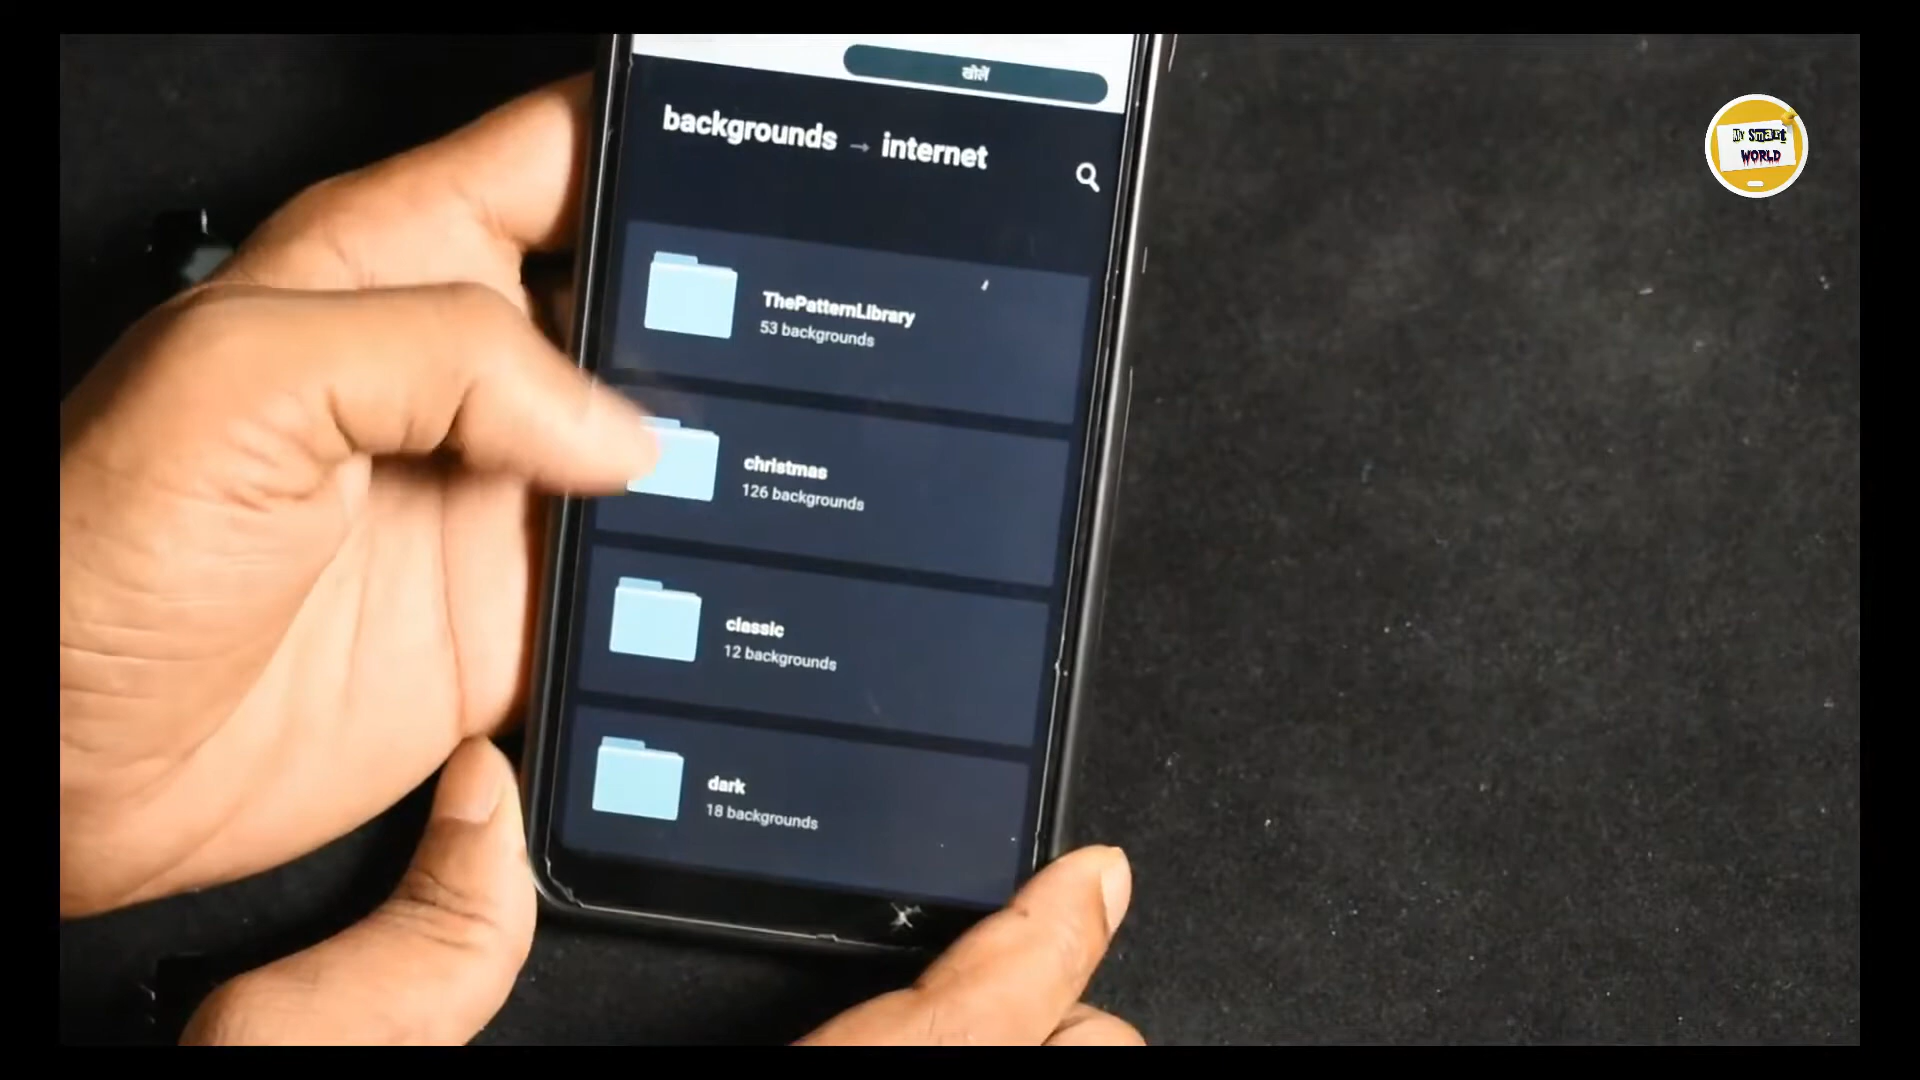 खोलें
backgrounds → internet
My Smart
WORLD
ThePatternLibrary
53 backgrounds
christmas
126 backgrounds
classic
12 backgrounds
dark
18 backgrounds